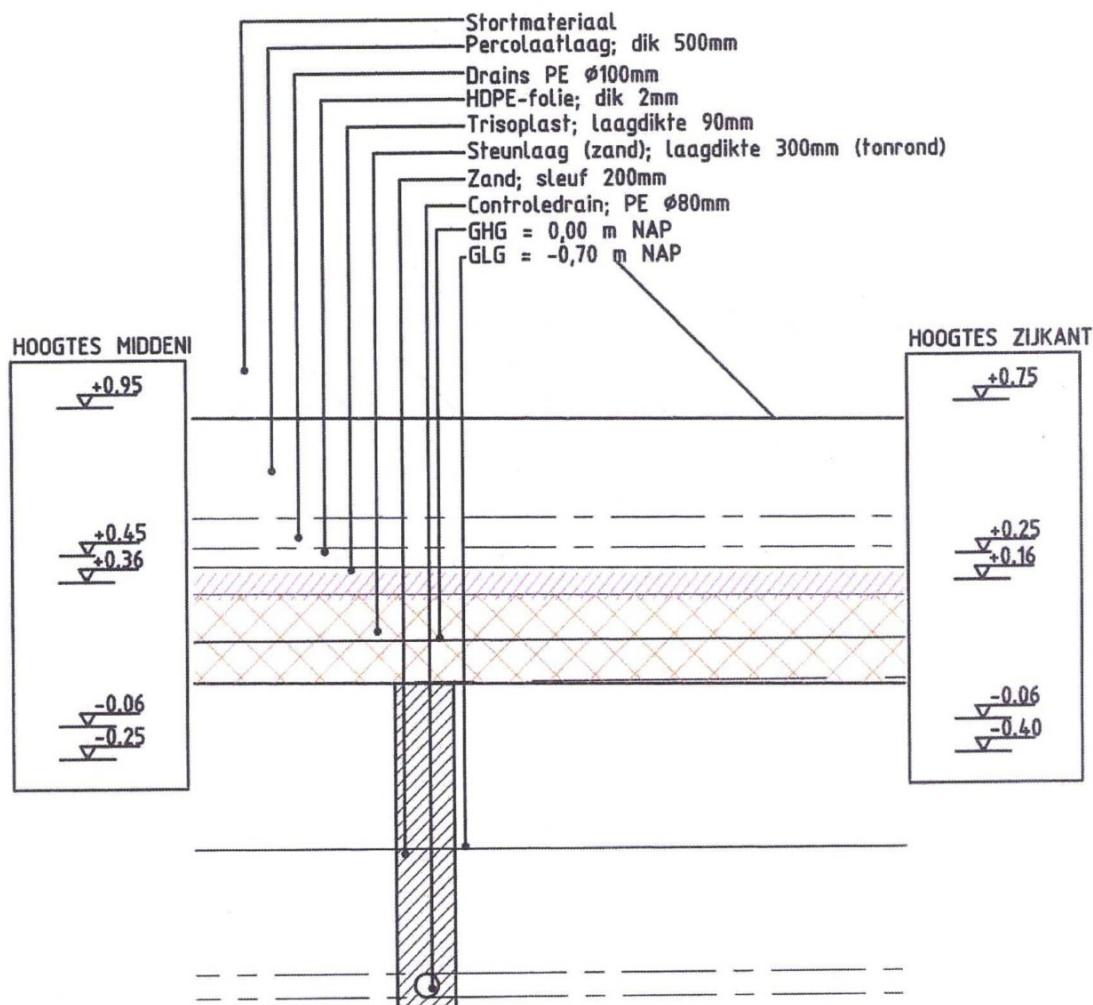 Stortmateriaal
Percolaatlaag; dik 500mm
Drains PE ø100mm
HDPE-folie; dik 2mm
Trisoplast; laagdikte 90mm
Steunlaag (zand); laagdikte 300mm (tonrond)
Zand; sleuf 200mm
Controledrain; PE ø80mm
GHG = 0,00 m NAP
GLG = -0,70 m NAP
HOOGTES MIDDENI
+0.95
+0.45
+0.36
-0.06
-0.25
HOOGTES ZIJKANT
+0.75
+0.25
+0.16
-0.06
-0.40